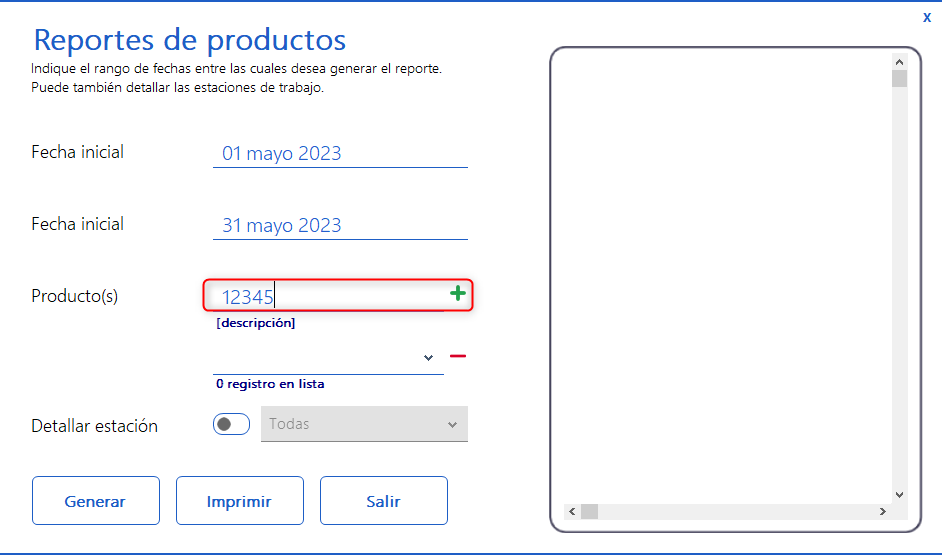 x
Reportes de productos
Indique el rango de fechas entre las cuales desea generar el reporte.
Puede también detallar las estaciones de trabajo.
Fecha inicial 01 mayo 2023
Fecha inicial 31 mayo 2023
Producto(s) 12345
[descripción]
0 registro en lista
Detallar estación Todas
Generar Imprimir Salir